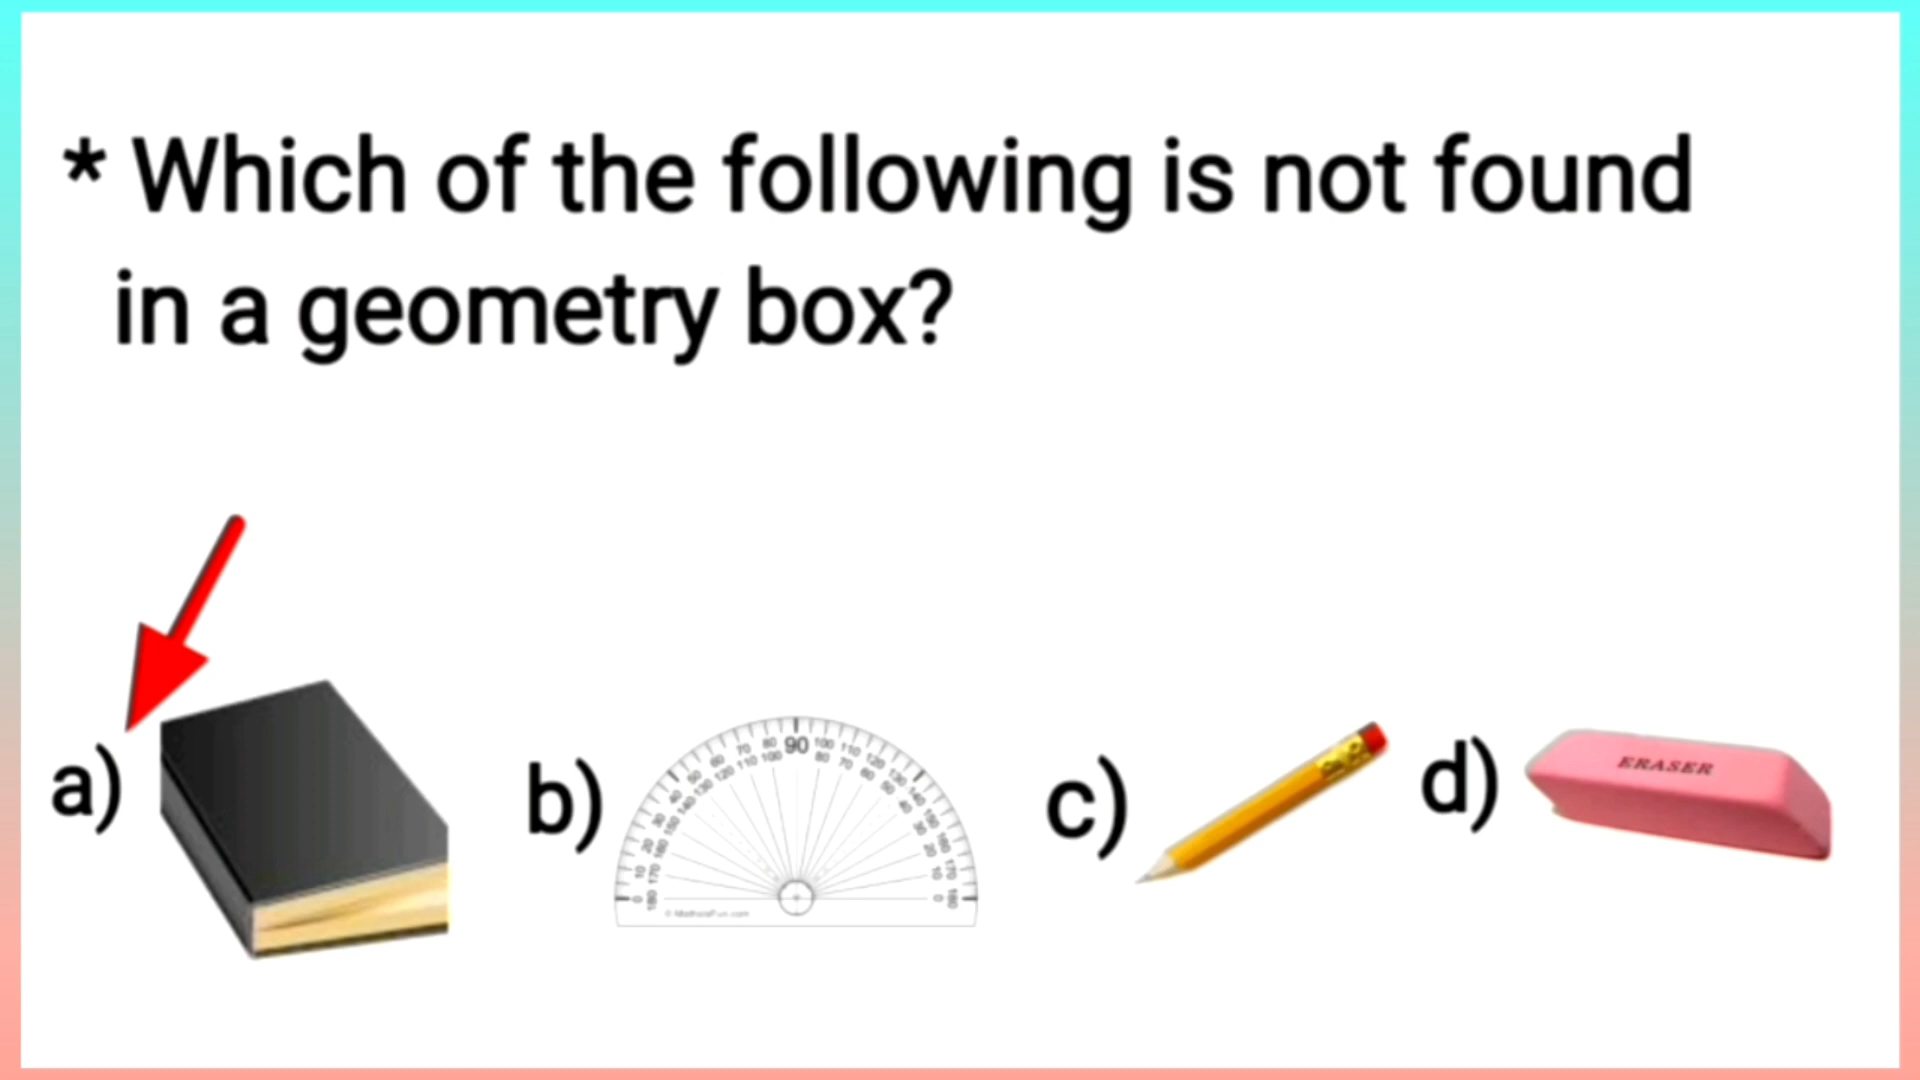 * Which of the following is not found
in a geometry box?
a)
b)
c)
d)
90
ERASER